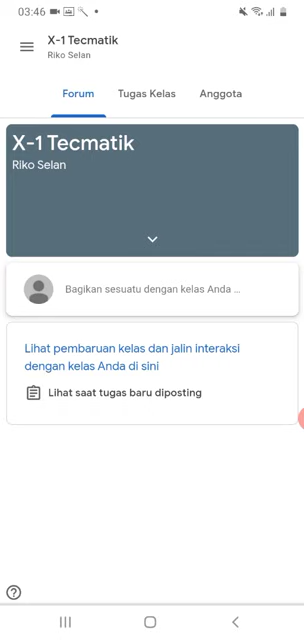 03:46
X-1 Tecmatik
Riko Selan
Forum
Tugas Kelas
Anggota
X-1 Tecmatik
Riko Selan
Bagikan sesuatu dengan kelas Anda ...
Lihat pembaruan kelas dan jalin interaksi
dengan kelas Anda di sini
Lihat saat tugas baru diposting